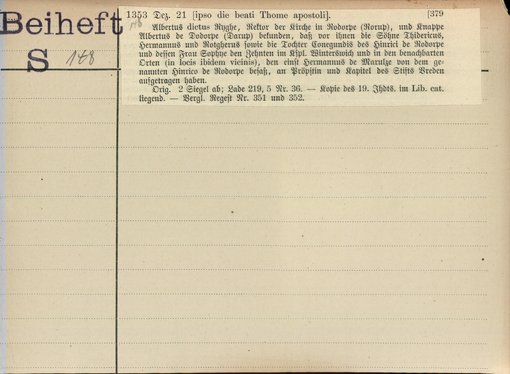 Beiheft
S 148
1353 Dez. 21 [ipso die beati Thome apostoli]. [379
Albertus dictus Ryghe, Rektor der Kirche in Rodorpe (Rorup), und Knappe
Albertus de Dodorpe (Darup) bekunden, daß vor ihnen die Söhne Thidericus,
Hermannus und Rotgherus sowie die Tochter Conegundis des Hinrici de Rodorpe
und dessen Frau Sophye den Zehnten im Kspl. Winterswich und in den benachbarten
Orten (in locis ibidem vicinis), den einst Hermannus de Marulze von dem ge-
nannten Hinrico de Rodorpe besaß, an Pröpstin und Kapitel des Stifts Vreden
aufgetragen haben.
Orig. 2 Siegel ab; Lade 219, 5 Nr. 36. — Kopie des 19. Jhdts. im Lib. cat.
liegend. — Vergl. Regest Nr. 351 und 352.